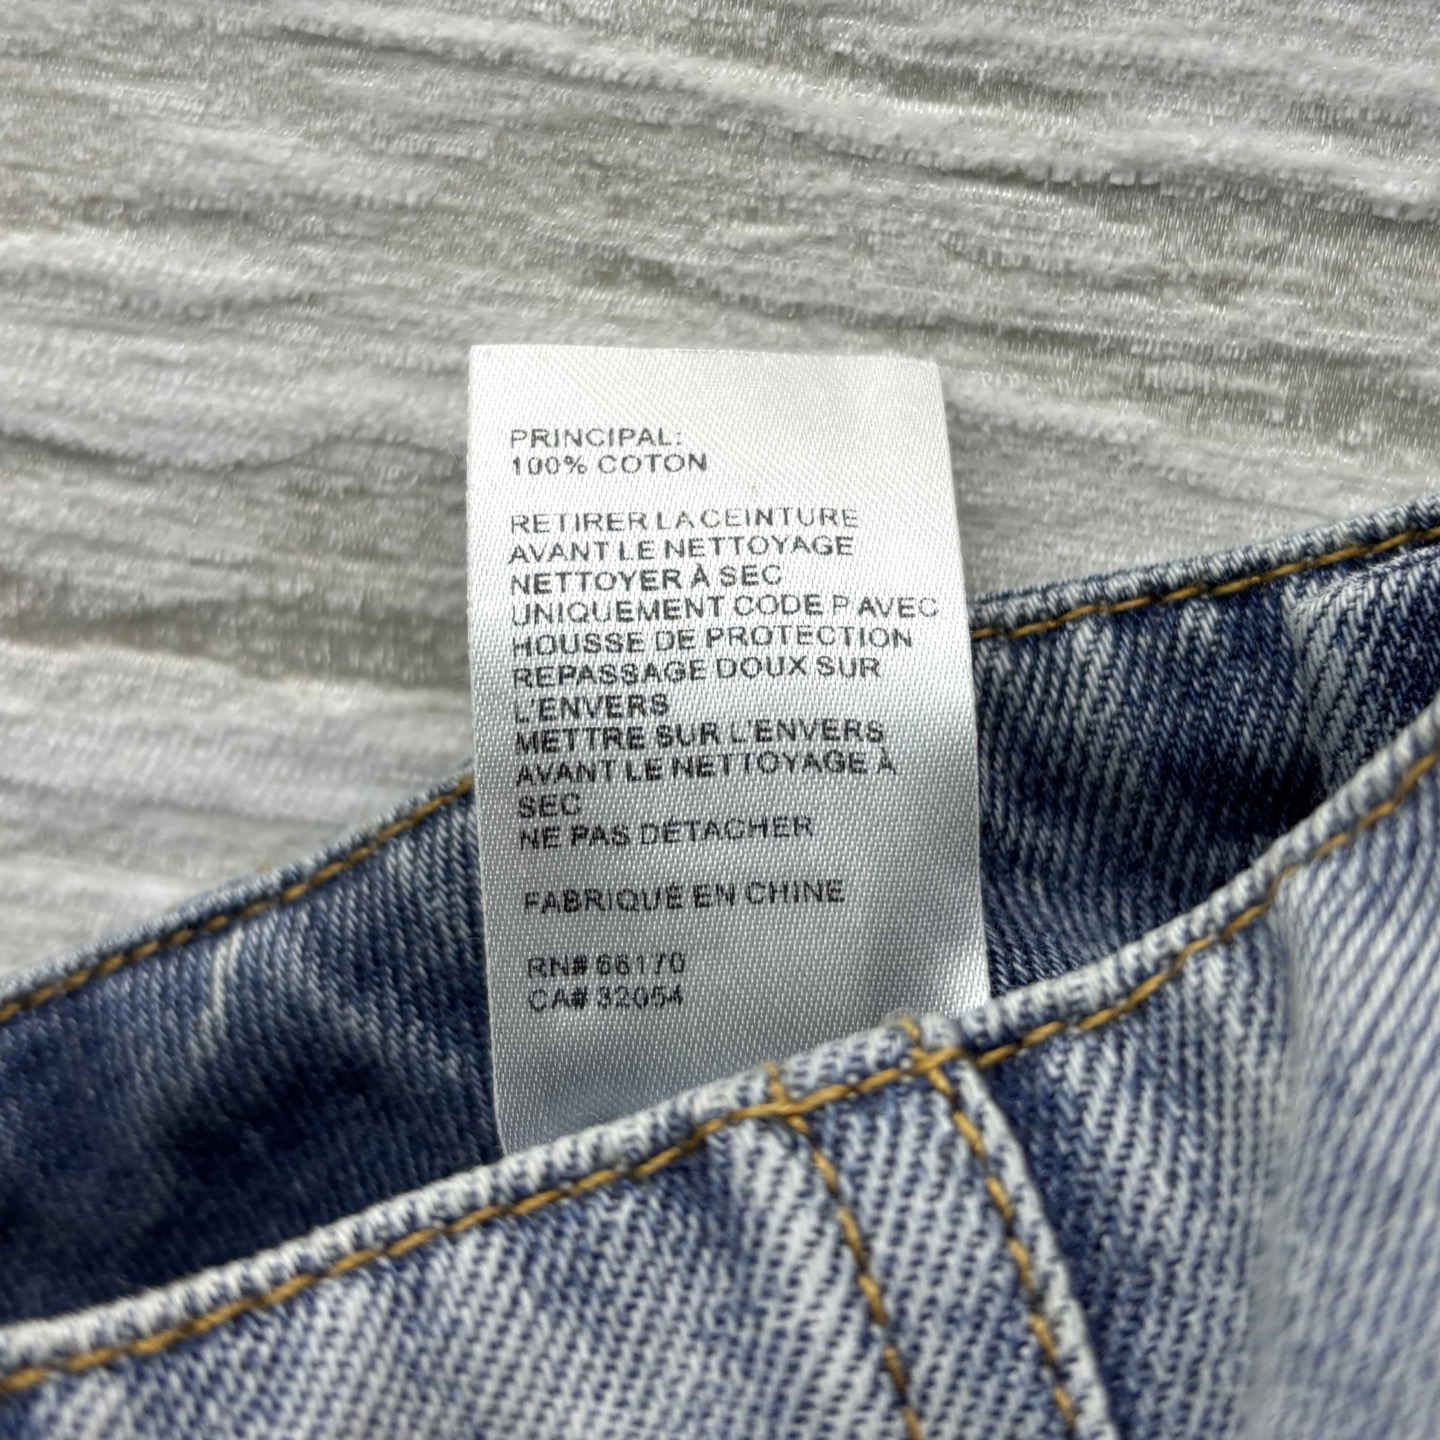 PRINCIPAL:
100% COTON
RETIRER LA CEINTURE
AVANT LE NETTOYAGE
NETTOYER À SEC
UNIQUEMENT CODE P AVEC
HOUSSE DE PROTECTION
REPASSAGE DOUX SUR
L'ENVERS
METTRE SUR L'ENVERS
AVANT LE NETTOYAGE À
SEC
NE PAS DÉTACHER
FABRIQUÉ EN CHINE
RN# 66170
CA# 32054